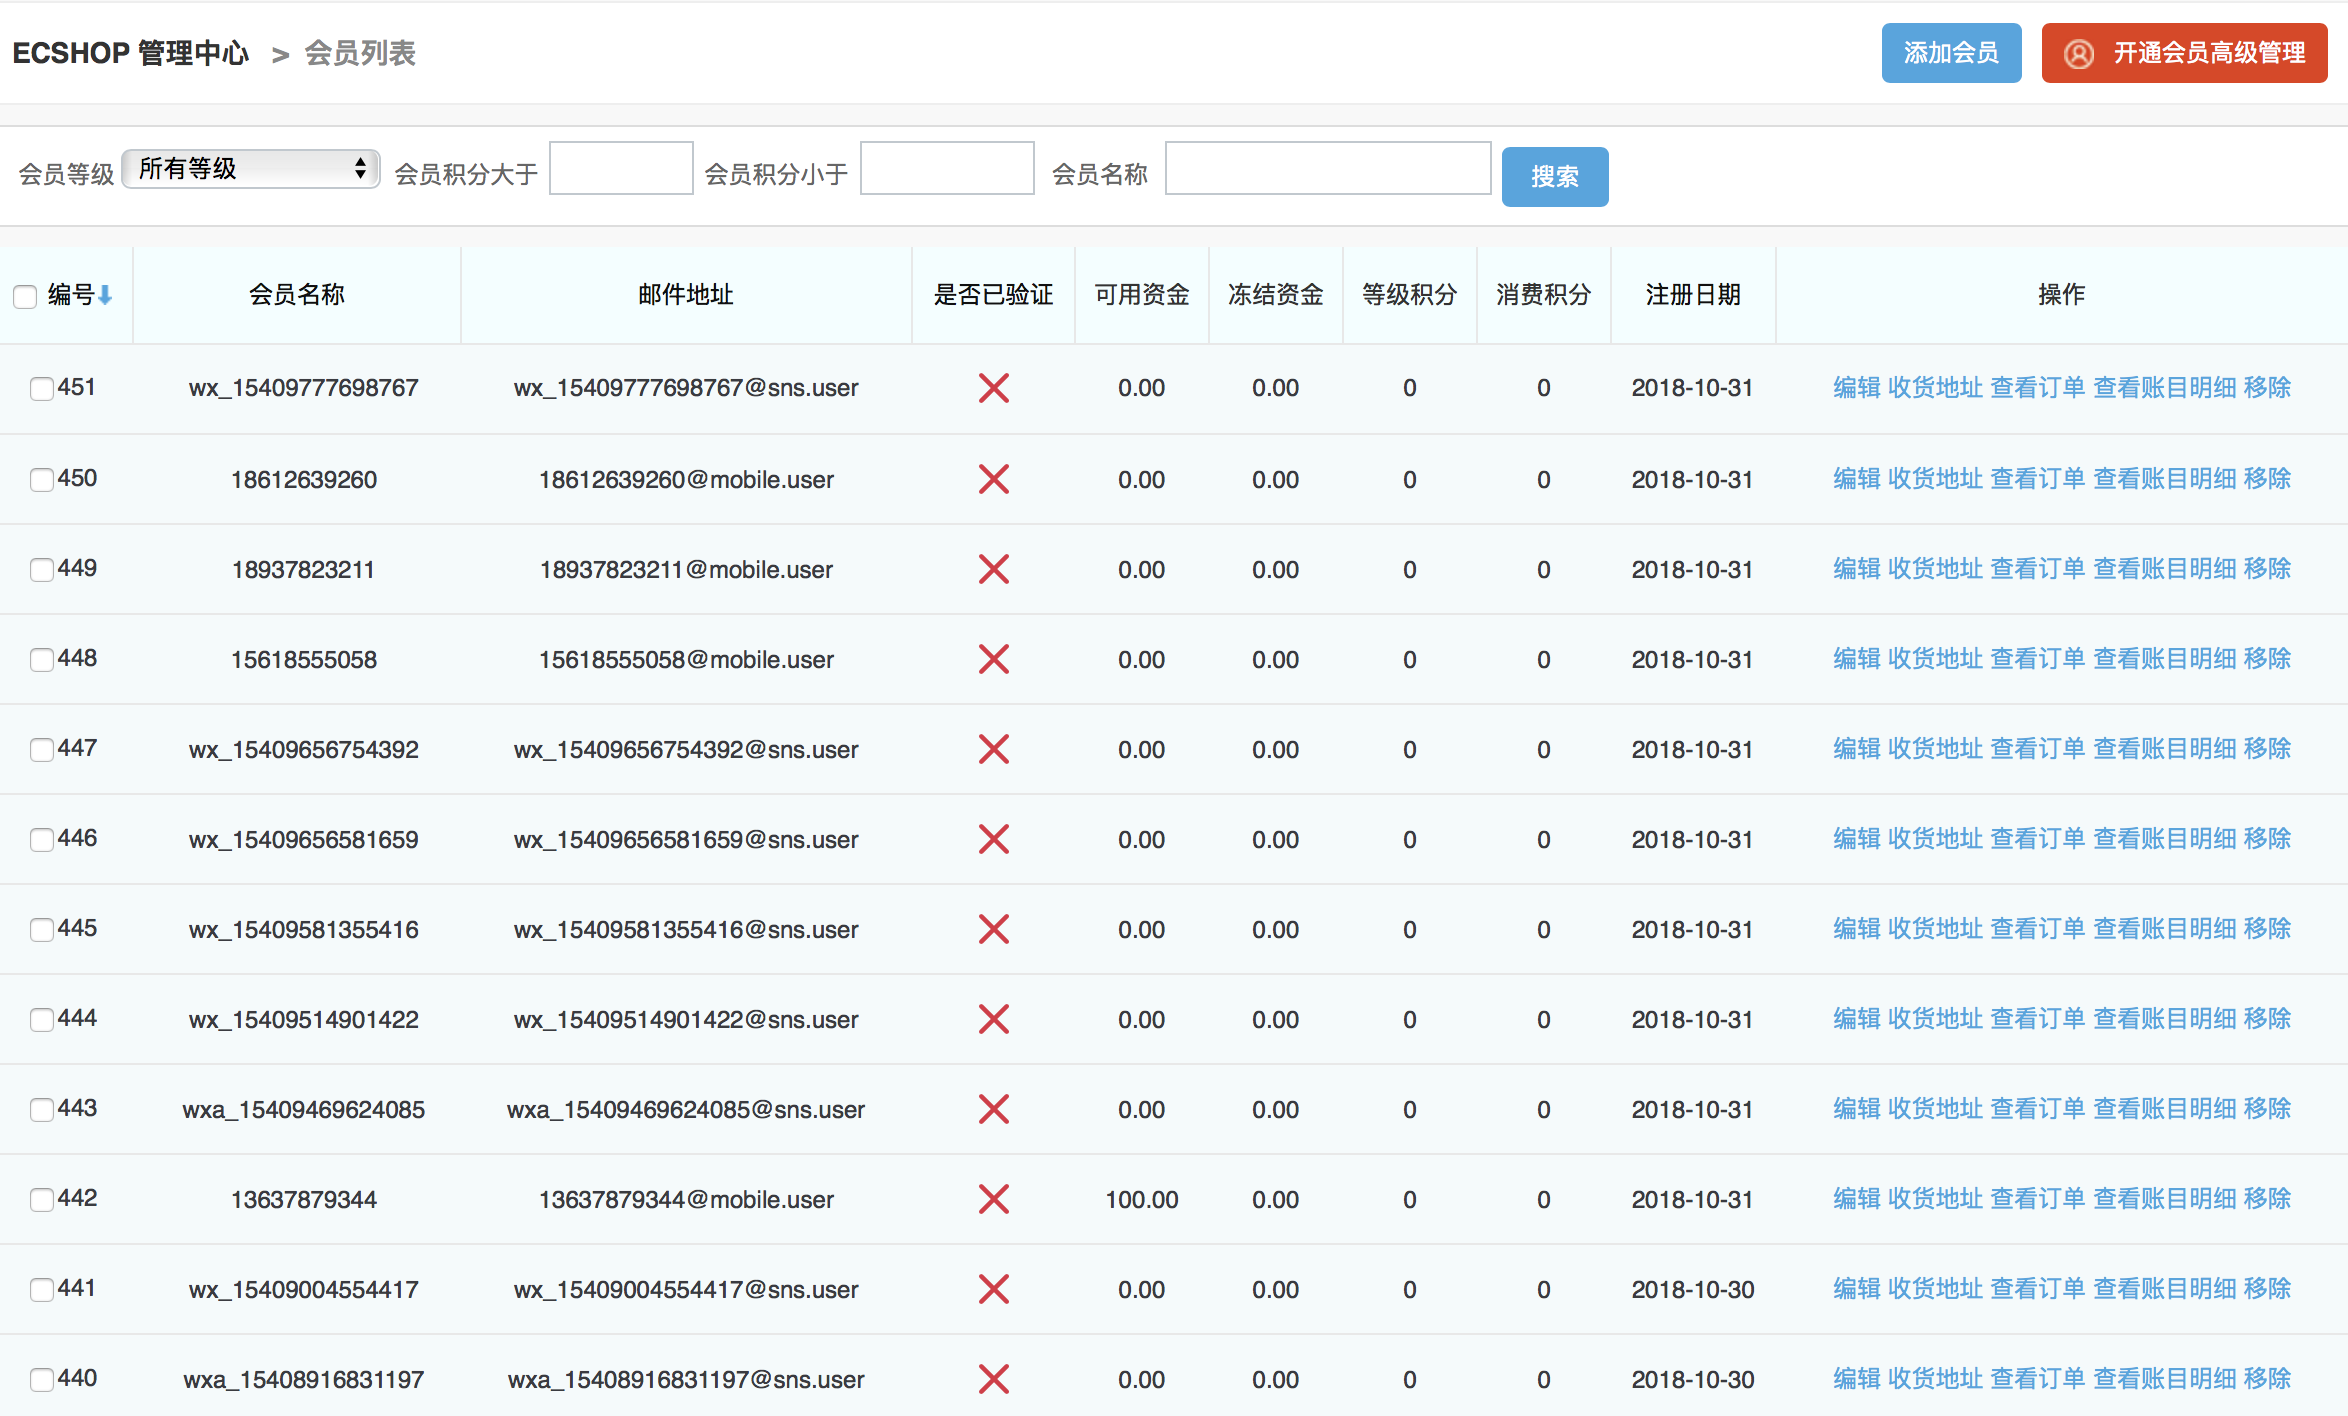 ECSHOP 管理中心 > 会员列表 添加会员 开通会员高级管理
会员等级 所有等级 会员积分大于 会员积分小于 会员名称 搜索
编号 会员名称 邮件地址 是否已验证 可用资金 冻结资金 等级积分 消费积分 注册日期 操作
451 wx_15409777698767 wx_15409777698767@sns.user 0.00 0.00 0 0 2018-10-31 编辑 收货地址 查看订单 查看账目明细 移除
450 18612639260 18612639260@mobile.user 0.00 0.00 0 0 2018-10-31 编辑 收货地址 查看订单 查看账目明细 移除
449 18937823211 18937823211@mobile.user 0.00 0.00 0 0 2018-10-31 编辑 收货地址 查看订单 查看账目明细 移除
448 15618555058 15618555058@mobile.user 0.00 0.00 0 0 2018-10-31 编辑 收货地址 查看订单 查看账目明细 移除
447 wx_15409656754392 wx_15409656754392@sns.user 0.00 0.00 0 0 2018-10-31 编辑 收货地址 查看订单 查看账目明细 移除
446 wx_15409656581659 wx_15409656581659@sns.user 0.00 0.00 0 0 2018-10-31 编辑 收货地址 查看订单 查看账目明细 移除
445 wx_15409581355416 wx_15409581355416@sns.user 0.00 0.00 0 0 2018-10-31 编辑 收货地址 查看订单 查看账目明细 移除
444 wx_15409514901422 wx_15409514901422@sns.user 0.00 0.00 0 0 2018-10-31 编辑 收货地址 查看订单 查看账目明细 移除
443 wxa_15409469624085 wxa_15409469624085@sns.user 0.00 0.00 0 0 2018-10-31 编辑 收货地址 查看订单 查看账目明细 移除
442 13637879344 13637879344@mobile.user 100.00 0.00 0 0 2018-10-31 编辑 收货地址 查看订单 查看账目明细 移除
441 wx_15409004554417 wx_15409004554417@sns.user 0.00 0.00 0 0 2018-10-30 编辑 收货地址 查看订单 查看账目明细 移除
440 wxa_15408916831197 wxa_15408916831197@sns.user 0.00 0.00 0 0 2018-10-30 编辑 收货地址 查看订单 查看账目明细 移除